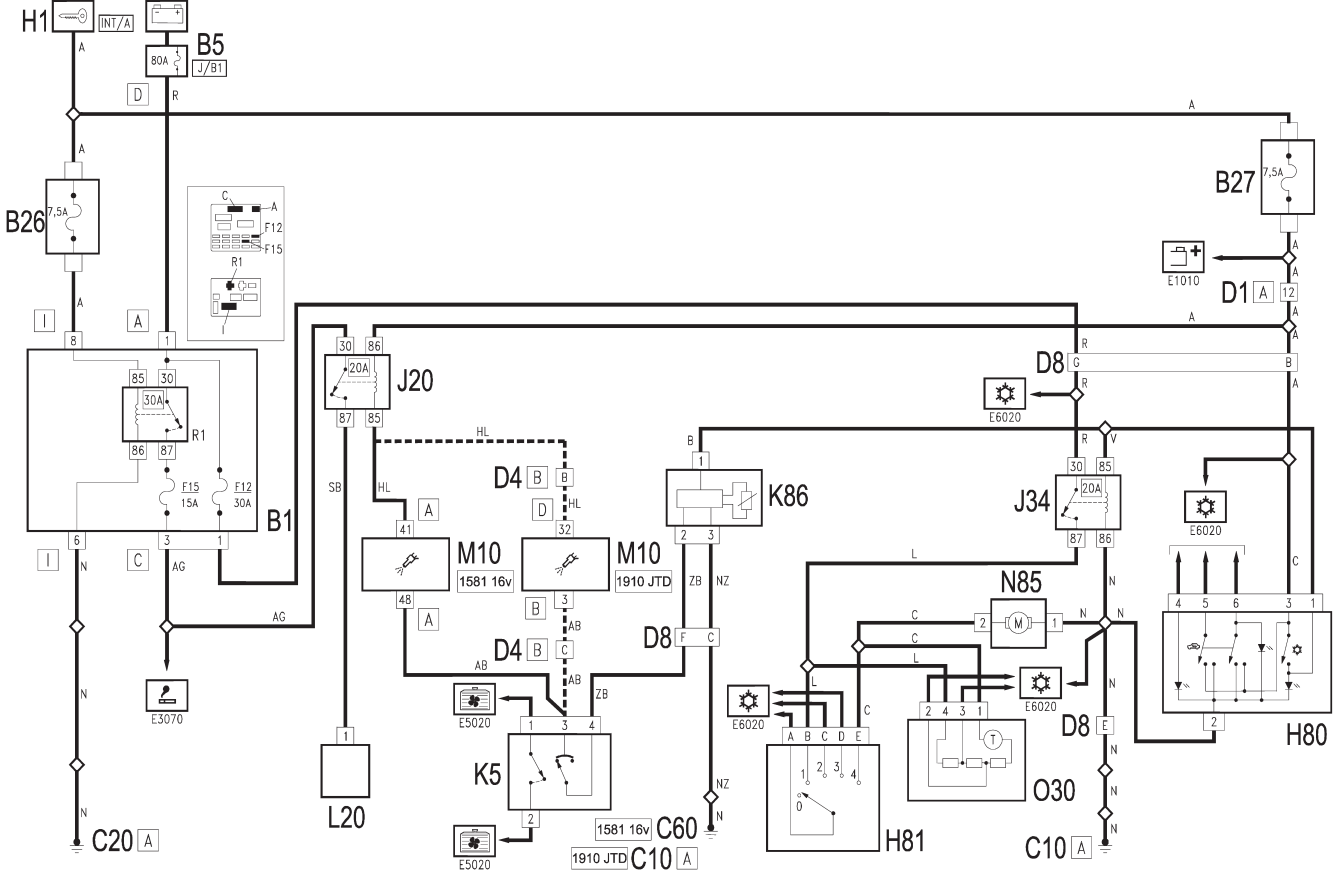 H1
INT/A
A
80A
B5
J/B1
D
R
A
A
B26
7,5A
B27
7,5A
C
A
F12
F15
R1
I
A
A
E1010
A
D1 A 12
A
I
8
A
1
A
A
30 86
20A
J20
87 85
R
D8
G
B
R
A
E6020
85 30
30A
R1
86 87
F15
15A
F12
30A
B1
6
3
1
I
N
C
AG
AG
HL
SB
HL
D4 B B
HL
A
41
D
32
M10
1581 16v
M10
1910 JTD
48
A
3
B
AB
D4 B C
AB
AB
ZB
B
1
K86
2 3
ZB
NZ
D8
F C
R
V
30 85
20A
J34
87 86
L
N
E6020
C
N85
2
M
1
N
N
C
C
L
4 5 6 3 1
2
H80
N
E3070
E5020
1 3 4
K5
2
E5020
1
L20
E6020
L
C
A B C D E
1
2
3
4
0
H81
E6020
2 4 3 1
T
O30
N
D8
E
N
N
N
C20 A
NZ
N
1581 16v C60
1910 JTD C10 A
N
C10 A